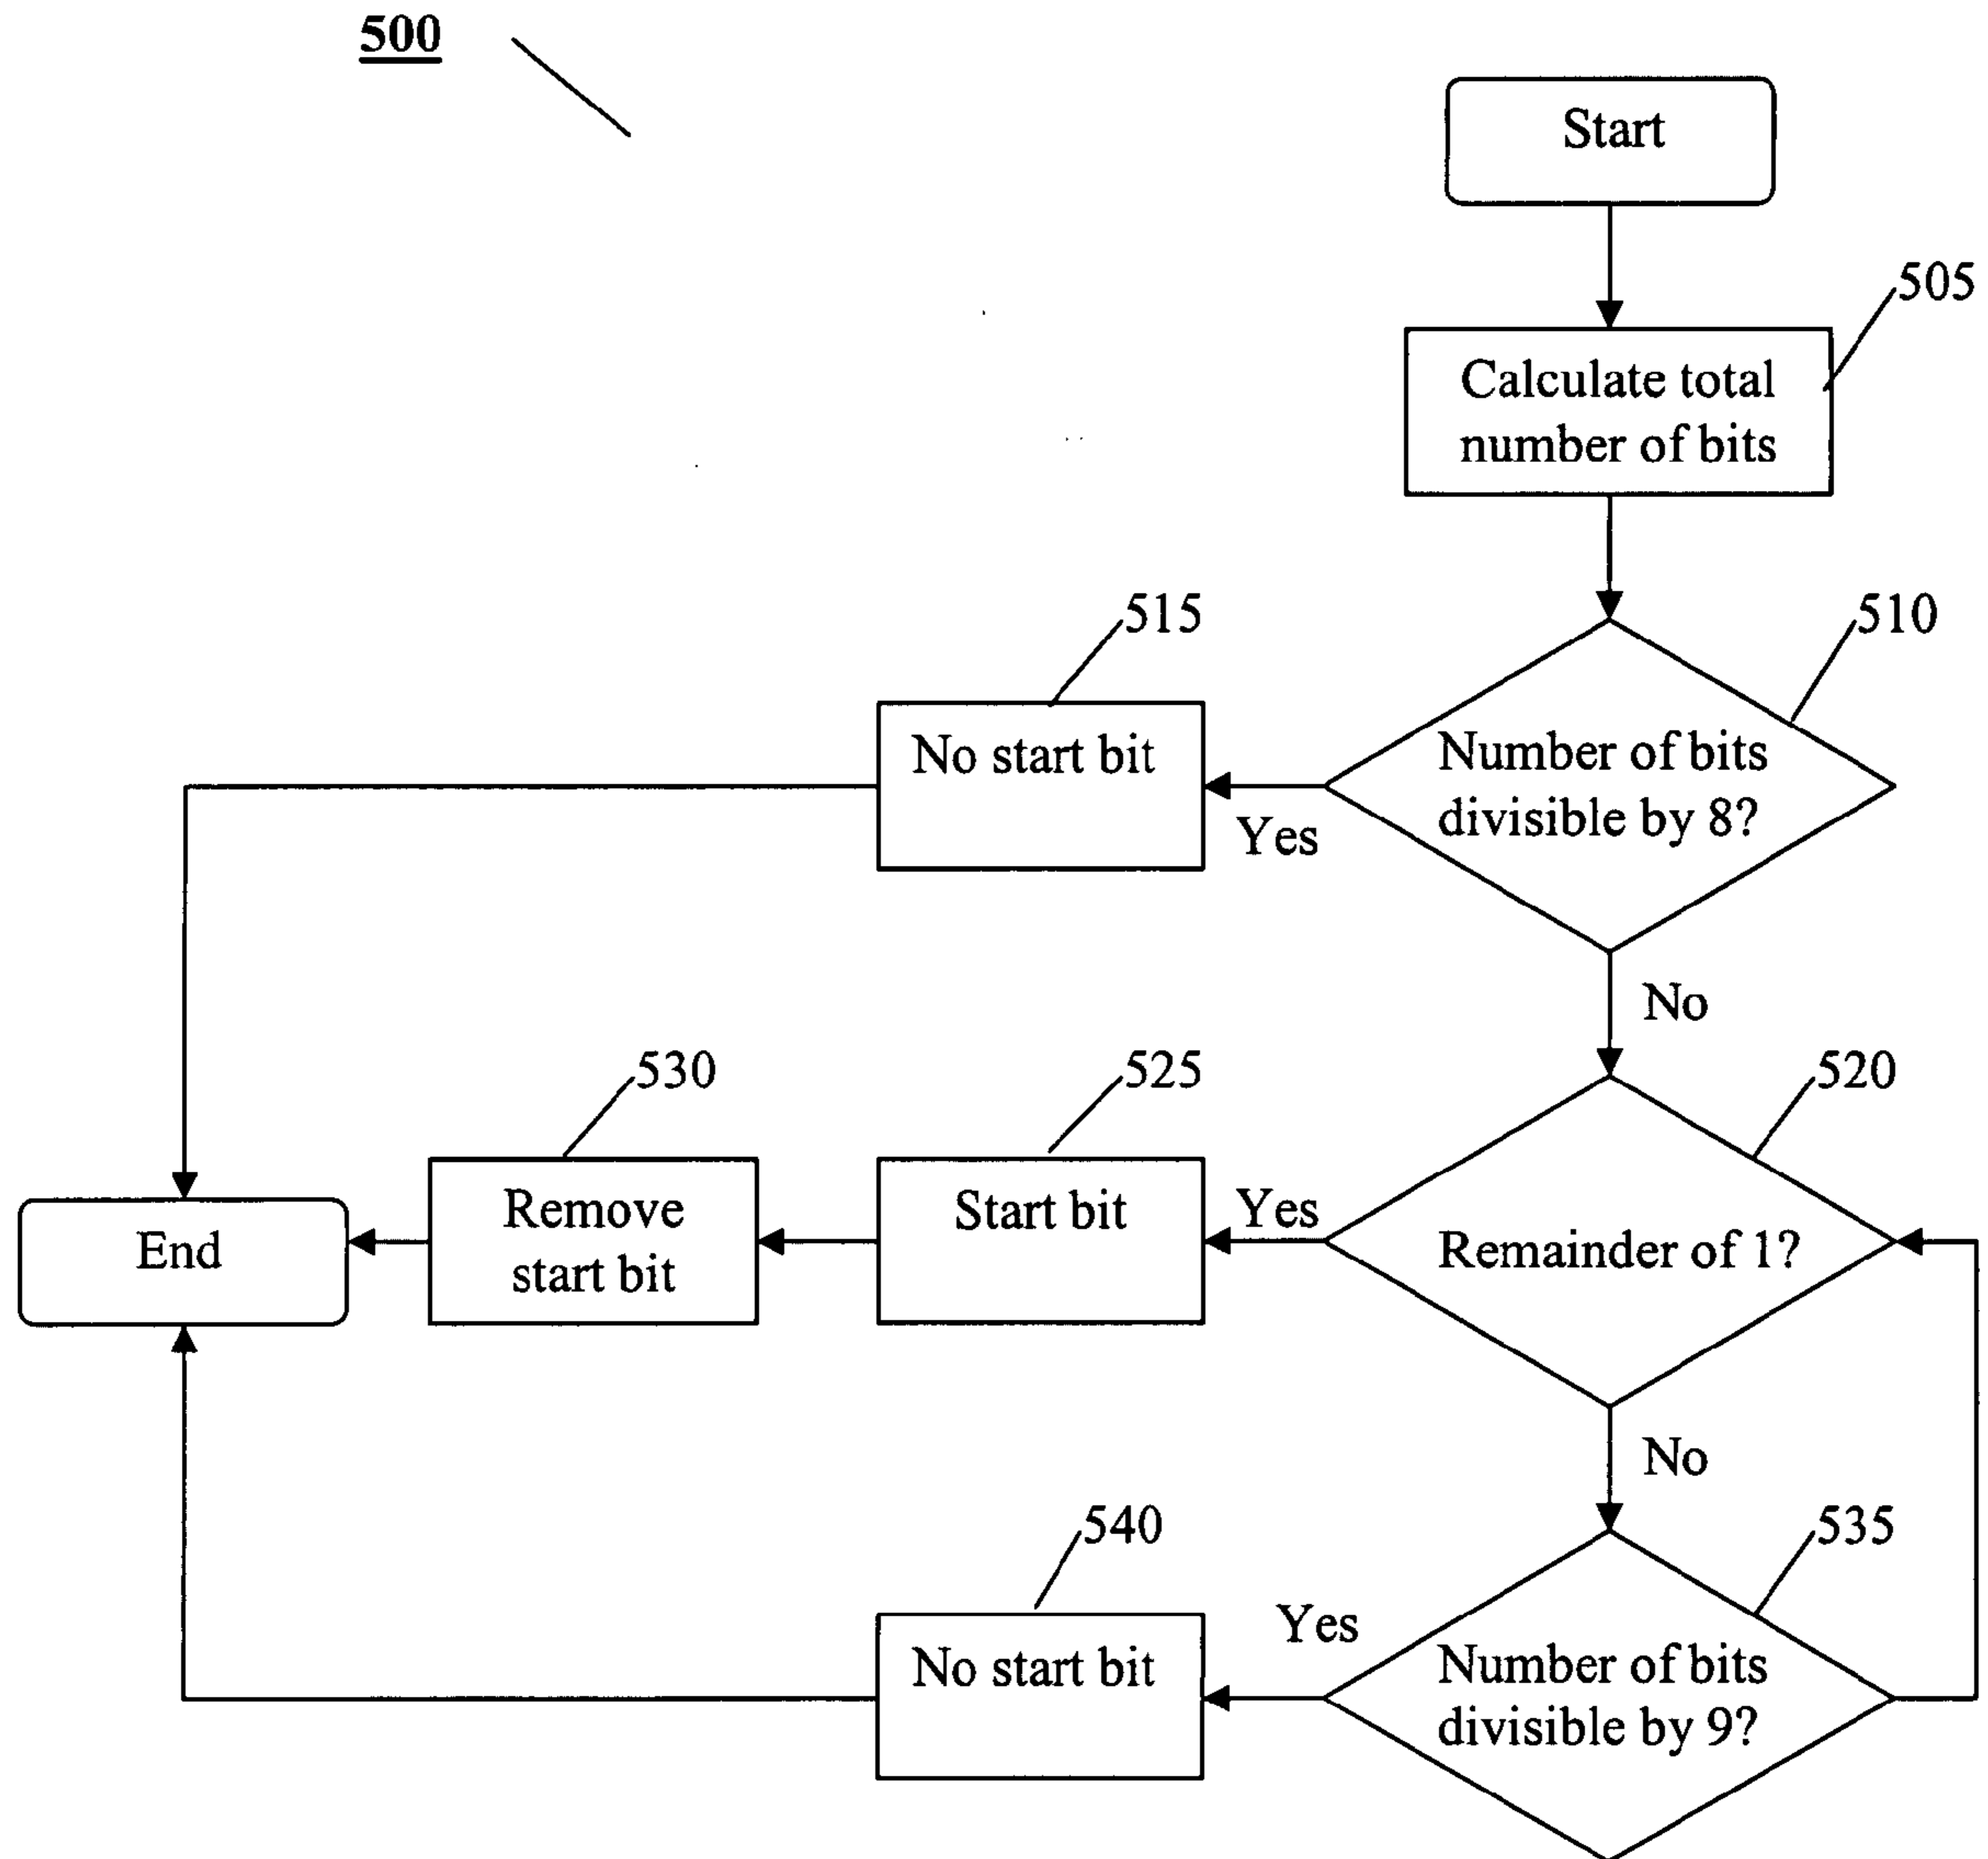 500
Start
505
Calculate total
number of bits
515
510
No start bit
Number of bits
divisible by 8?
Yes
No
530
525
520
End
Remove
start bit
Start bit
Yes
Remainder of 1?
No
540
535
No start bit
Yes
Number of bits
divisible by 9?